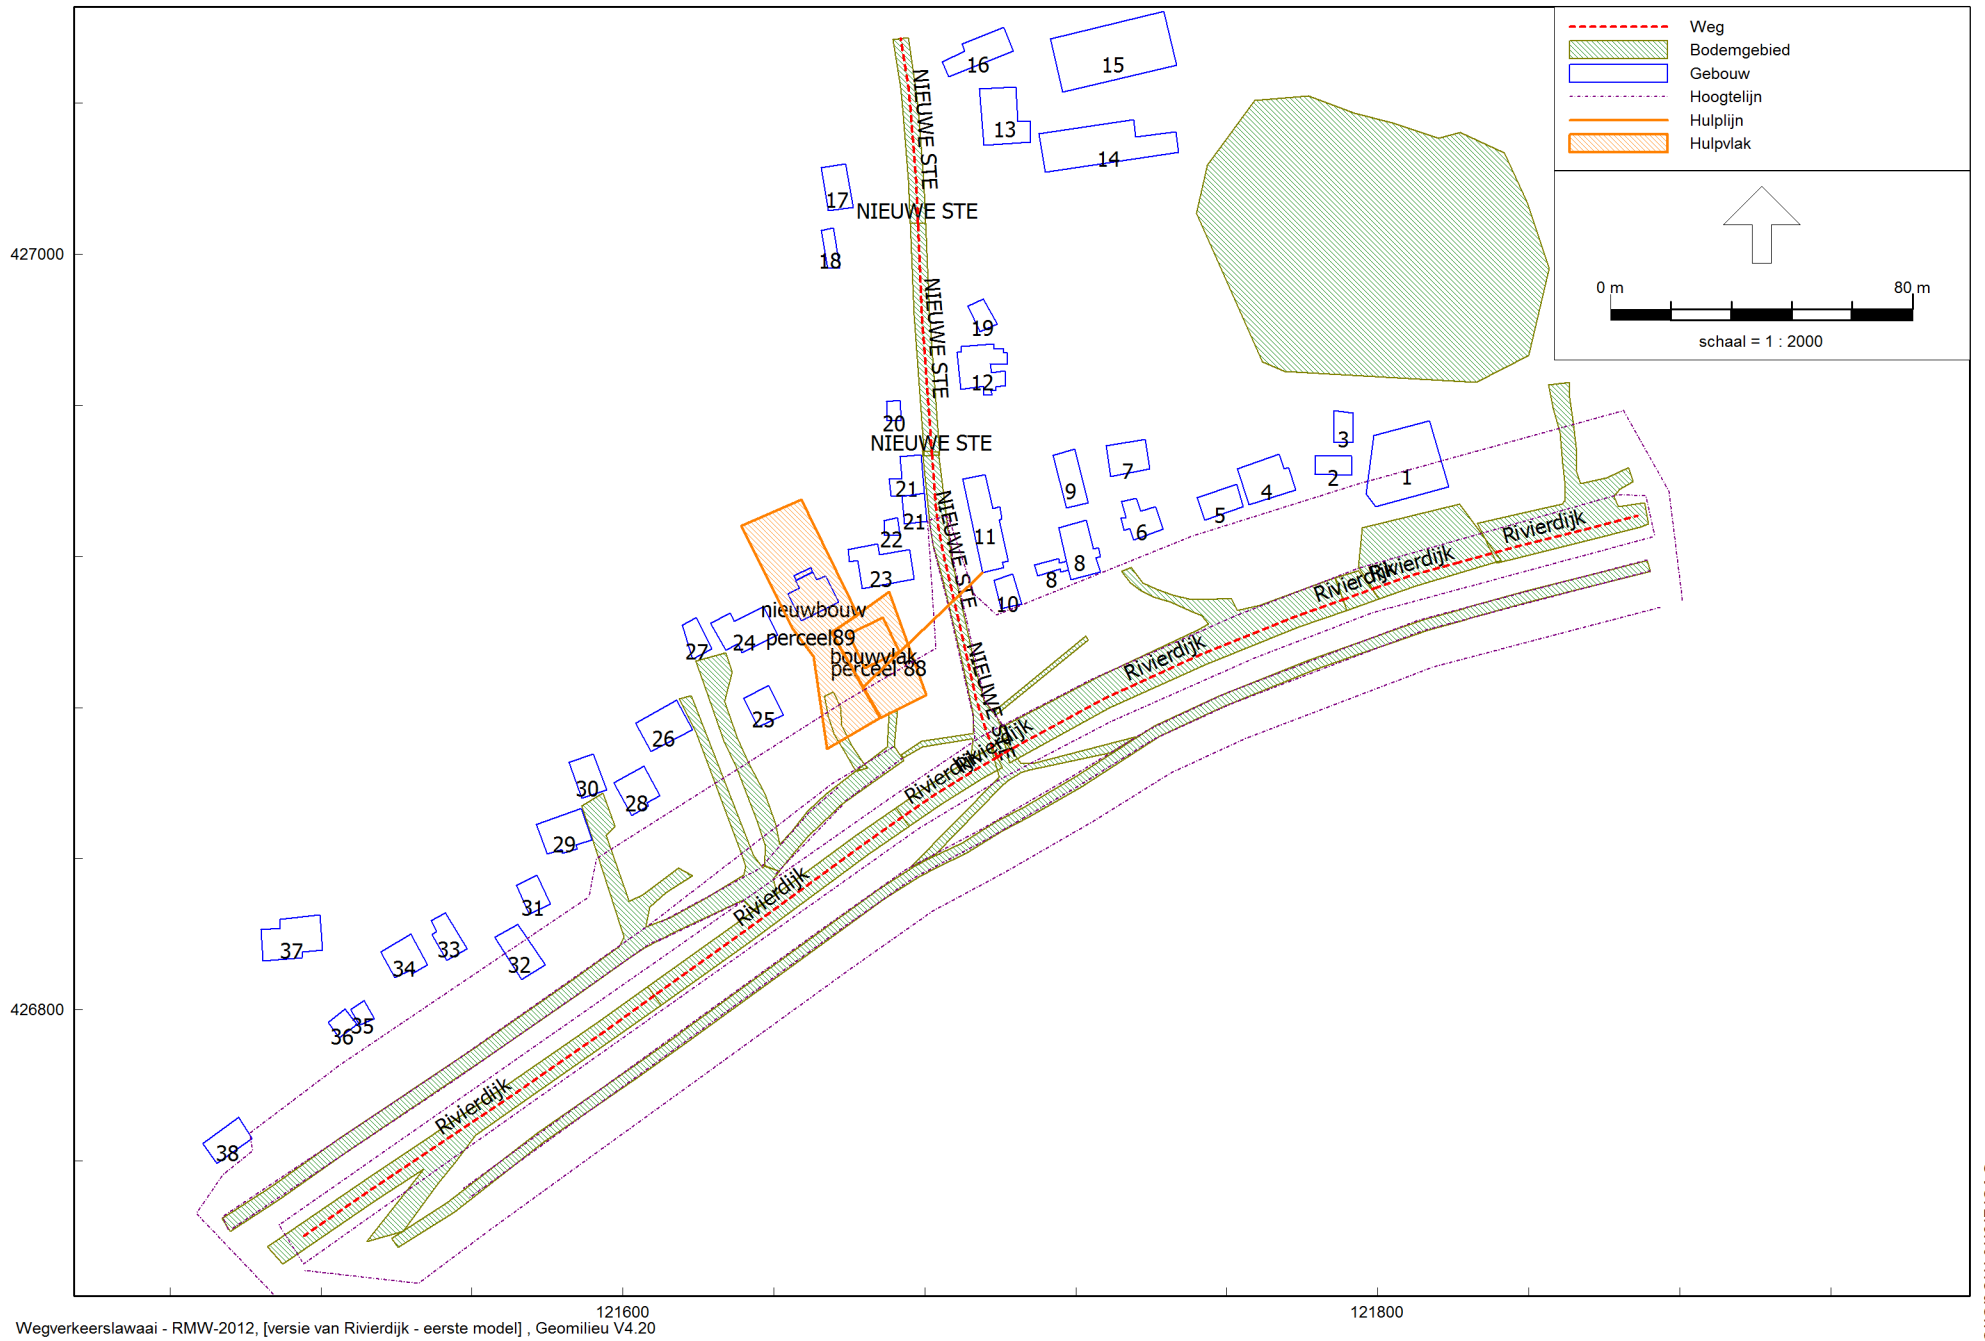 Weg
Bodemgebied
Gebouw
Hoogtelijn
Hulplijn
Hulpvlak
0 m
80 m
schaal = 1 : 2000
16
15
NIEUWE STE
13
14
17
NIEUWE STE
427000
18
NIEUWE STE
19
12
20
NIEUWE STE
3
7
2
1
21
9
4
5
NIEUWE STE
21
11
6
22
Rivierdijk
8
Rivierdijk
23
8
Rivierdijk
10
nieuwbouw
perceel89
24
27
bouwvlak
perceel 88
Rivierdijk
NIEUWE STE
25
26
Rivierdijk
Rivierdijk
30
28
29
Rivierdijk
31
37
33
34
32
426800
35
36
Rivierdijk
38
121600
121800
Wegverkeerslawaai - RMW-2012, [versie van Rivierdijk - eerste model] , Geomilieu V4.20